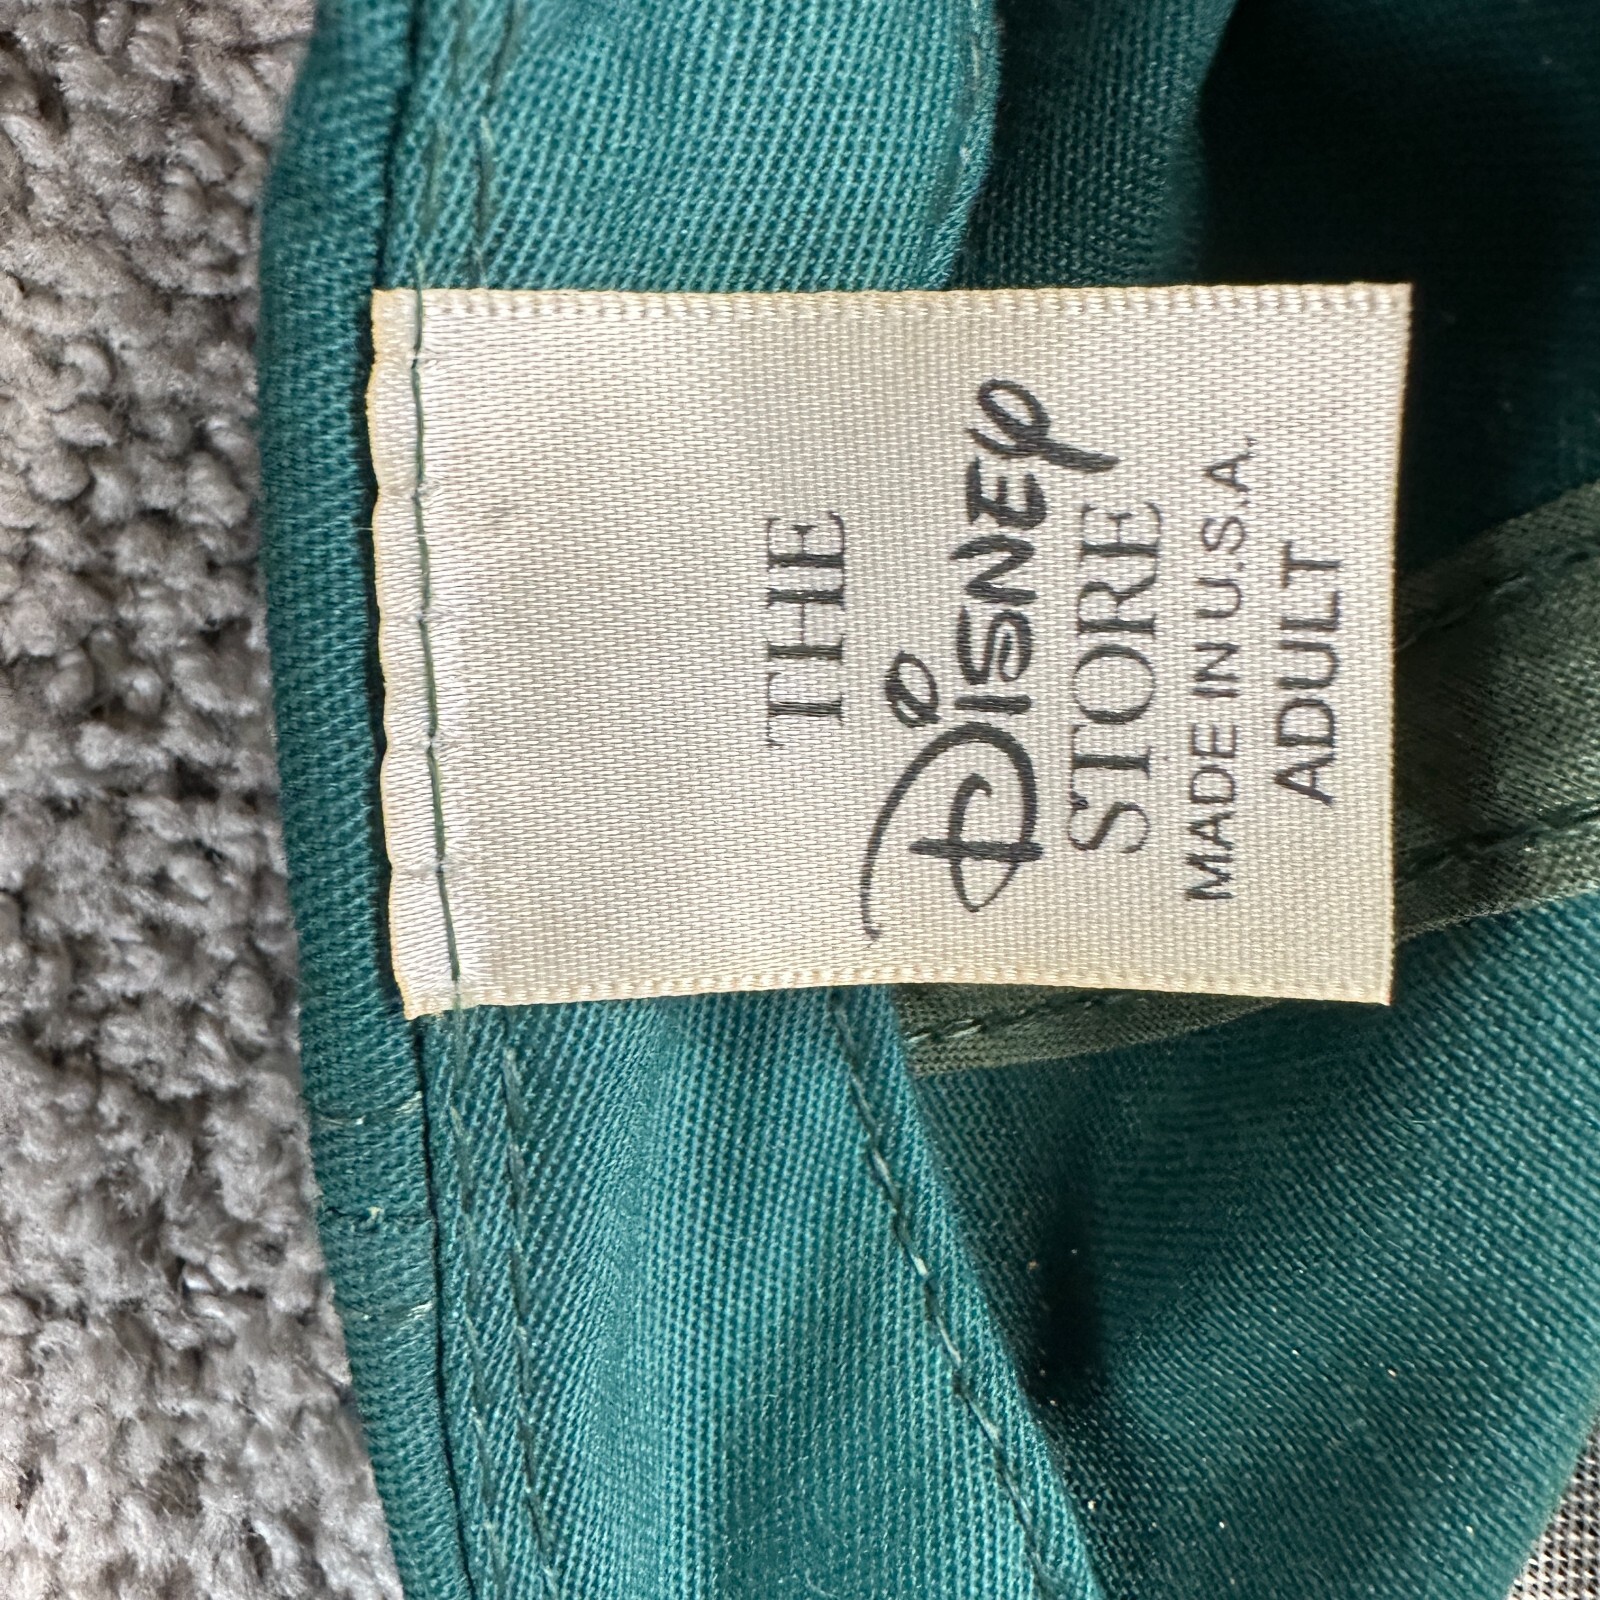 THE
Disney
STORE
MADE IN U.S.A.
ADULT